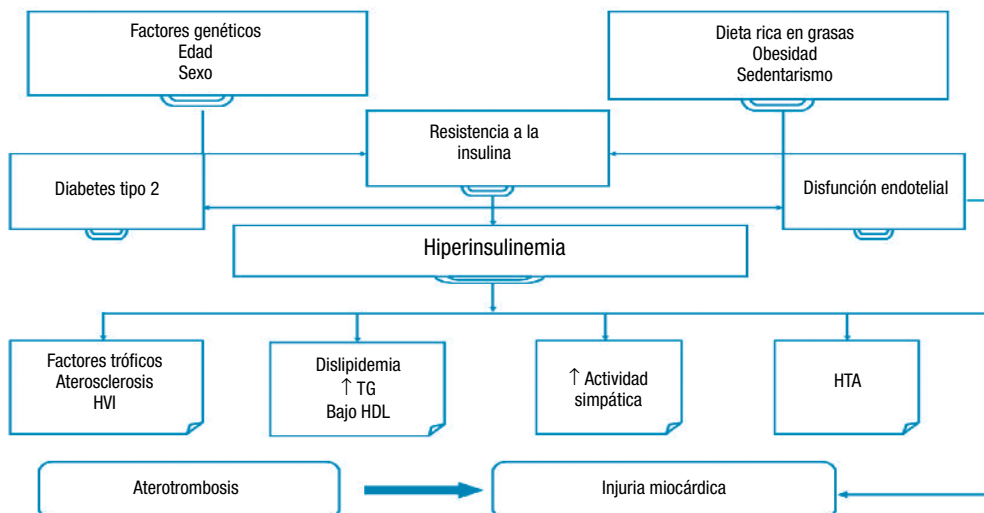 Factores genéticos
Edad
Sexo
Dieta rica en grasas
Obesidad
Sedentarismo
Resistencia a la
insulina
Diabetes tipo 2
Disfunción endotelial
Hiperinsulinemia
Factores tróficos
Aterosclerosis
HVI
Dislipidemia
↑ TG
Bajo HDL
↑ Actividad
simpática
HTA
Aterotrombosis
Injuria miocárdica